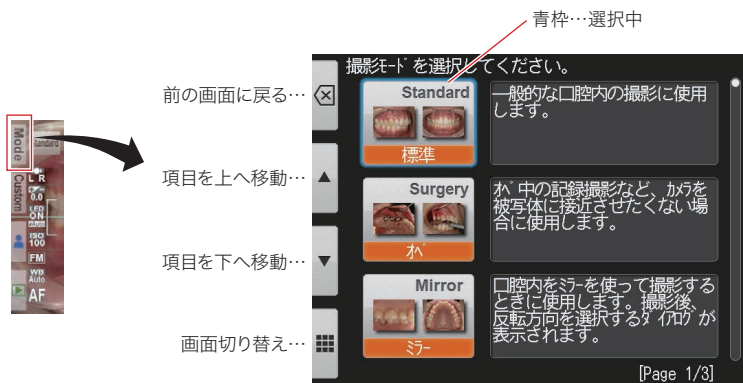 青枠…選択中
撮影ﾓｰﾄﾞを選択してください。
前の画面に戻る…
項目を上へ移動…
項目を下へ移動…
画面切り替え…
Mode
Standard
Custom
L R
0.0
LED
ON
ISO
100
FM
WB
Auto
AF
Standard
標準
一般的な口腔内の撮影に使用
します。
Surgery
ｵﾍﾟ
ｵﾍﾟ中の記録撮影など、ｶﾒﾗを
被写体に接近させたくない場
合に使用します。
Mirror
ﾐﾗｰ
口腔内をﾐﾗｰを使って撮影する
ときに使用します。撮影後、
反転方向を選択するﾀﾞｲｱﾛｸﾞが
表示されます。
[Page 1/3]